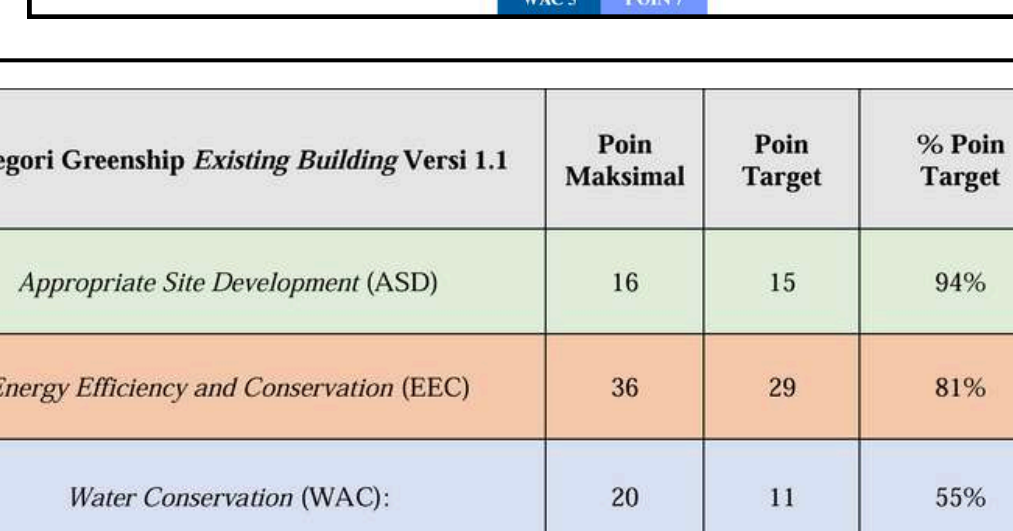 egori Greenship Existing Building Versi 1.1
Poin Maksimal
Poin Target
% Poin Target
Appropriate Site Development (ASD) 16 15 94%
Energy Efficiency and Conservation (EEC) 36 29 81%
Water Conservation (WAC): 20 11 55%